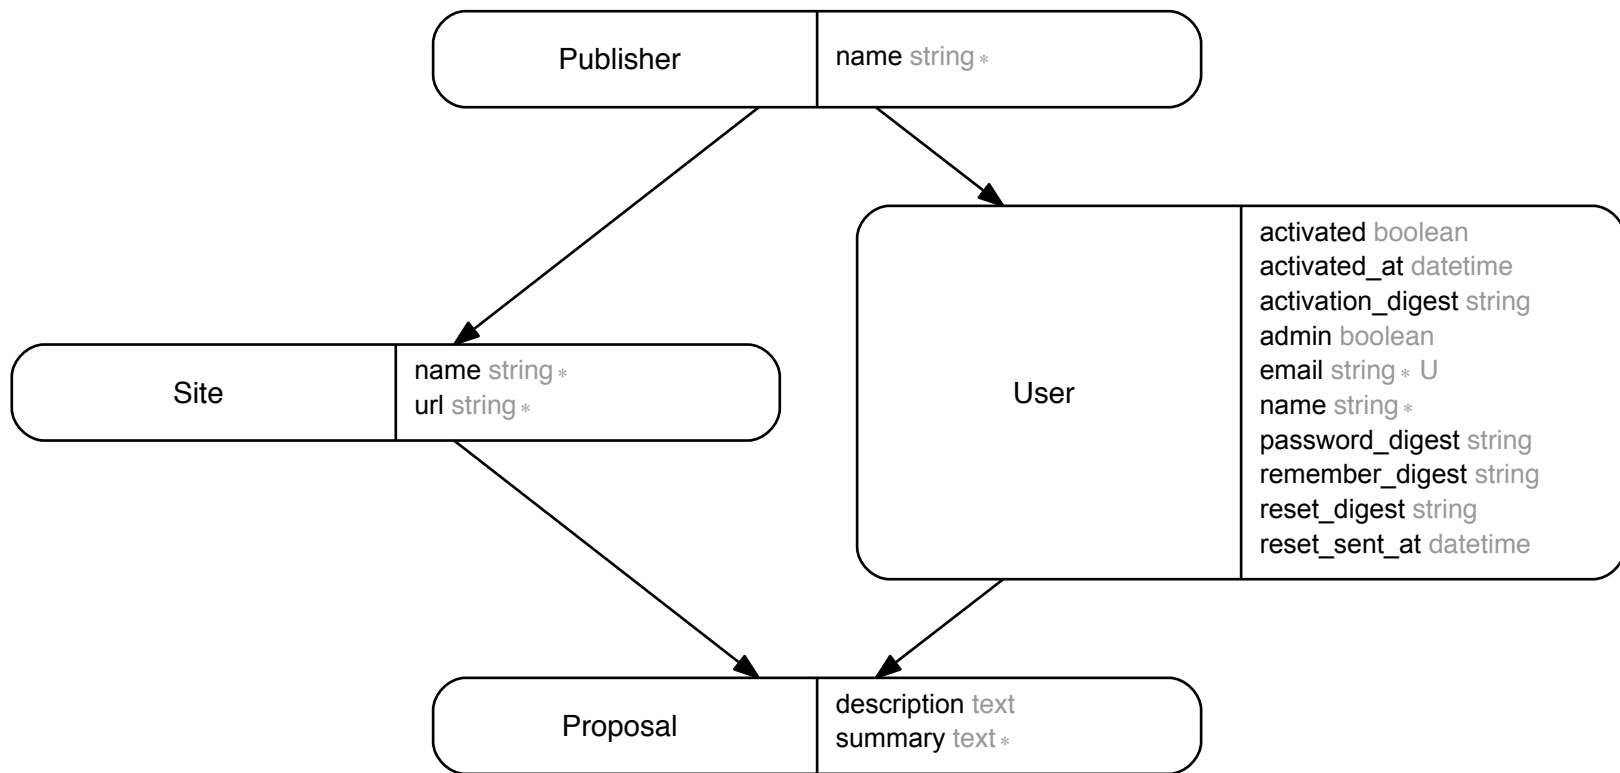 Publisher
name string *
Site
name string *
url string *
User
activated boolean
activated_at datetime
activation_digest string
admin boolean
email string * U
name string *
password_digest string
remember_digest string
reset_digest string
reset_sent_at datetime
Proposal
description text
summary text *